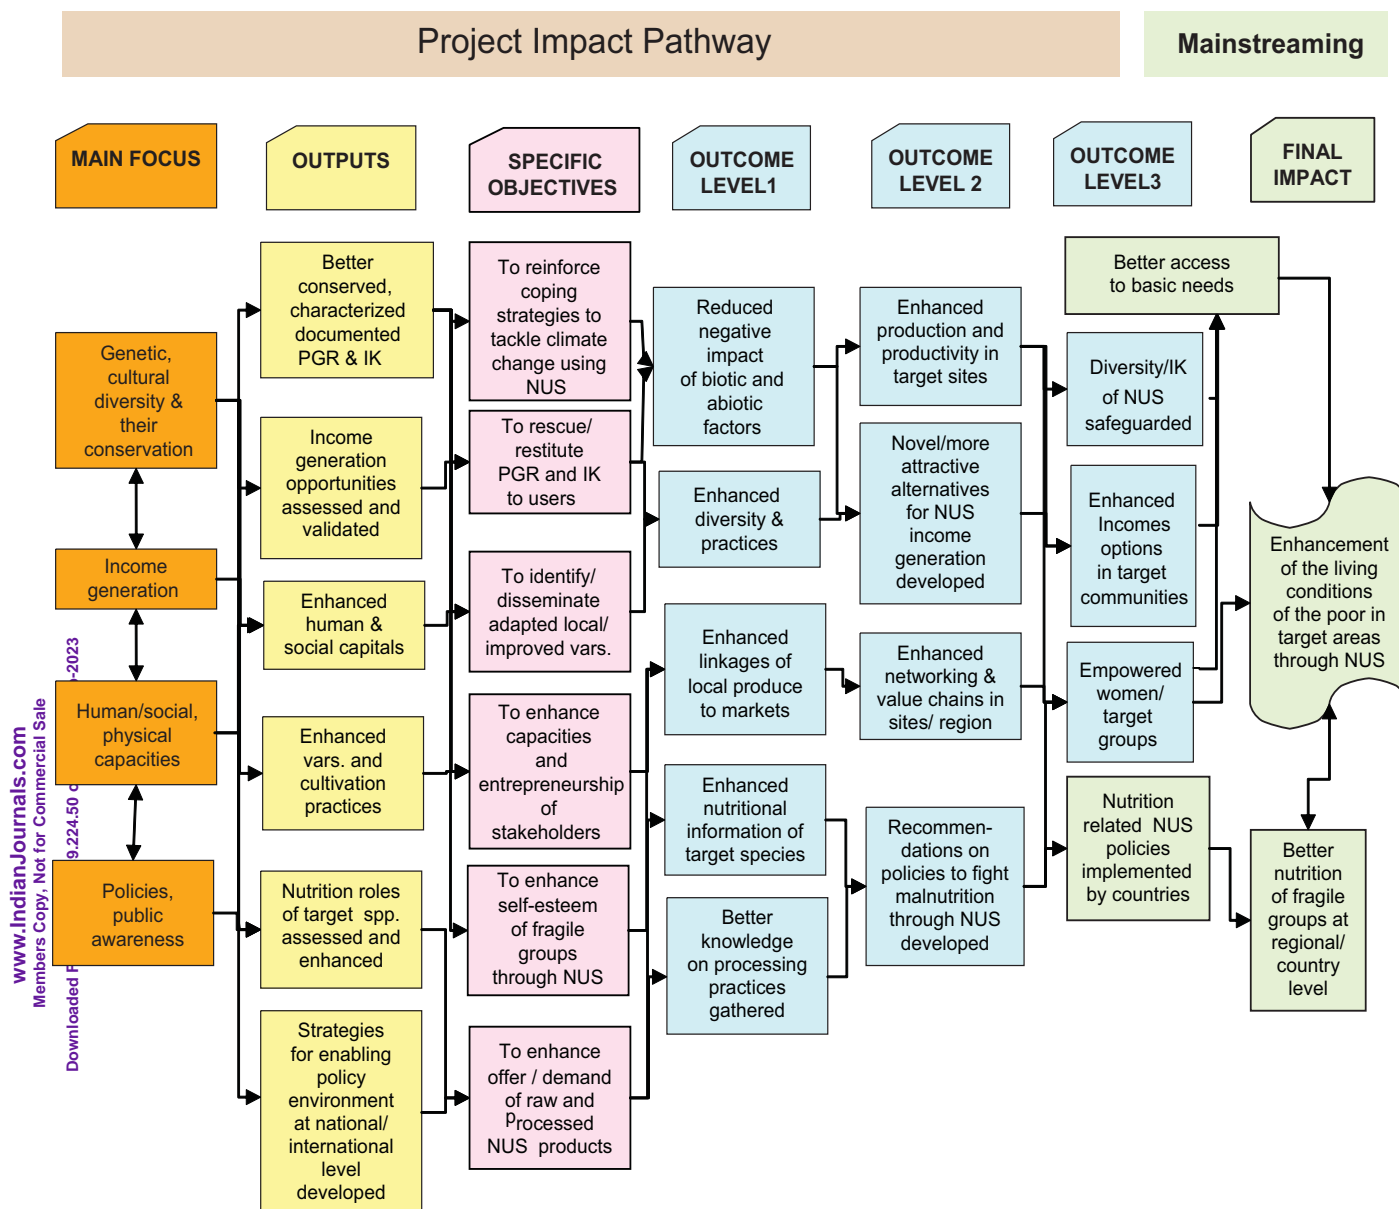 Project Impact Pathway
Mainstreaming
MAIN FOCUS
OUTPUTS
SPECIFIC
OBJECTIVES
OUTCOME
LEVEL1
OUTCOME
LEVEL 2
OUTCOME
LEVEL3
FINAL
IMPACT
Genetic,
cultural
diversity &
their
conservation
Income
generation
Human/social,
physical
capacities
Policies,
public
awareness
Better
conserved,
characterized
documented
PGR & IK
Income
generation
opportunities
assessed and
validated
Enhanced
human &
social capitals
Enhanced
vars. and
cultivation
practices
Nutrition roles
of target spp.
assessed and
enhanced
Strategies
for enabling
policy
environment
at national/
international
level
developed
To reinforce
coping
strategies to
tackle climate
change using
NUS
To rescue/
restitute
PGR and IK
to users
To identify/
disseminate
adapted local/
improved vars.
To enhance
capacities
and
entrepreneurship
of
stakeholders
To enhance
self-esteem
of fragile
groups
through NUS
To enhance
offer / demand
of raw and
processed
NUS products
Reduced
negative
impact
of biotic and
abiotic
factors
Enhanced
diversity &
practices
Enhanced
linkages of
local produce
to markets
Enhanced
nutritional
information of
target species
Better
knowledge
on processing
practices
gathered
Enhanced
production and
productivity in
target sites
Novel/more
attractive
alternatives
for NUS
income
generation
developed
Enhanced
networking &
value chains in
sites/ region
Recommen-
dations on
policies to fight
malnutrition
through NUS
developed
Better access
to basic needs
Diversity/IK
of NUS
safeguarded
Enhanced
Incomes
options
in target
communities
Empowered
women/
target
groups
Nutrition
related NUS
policies
implemented
by countries
Enhancement
of the living
conditions
of the poor in
target areas
through NUS
Better
nutrition
of fragile
groups at
regional/
country
level
www.IndianJournals.com
Members Copy, Not for Commercial Sale
Downloaded 9.224.50 -2023